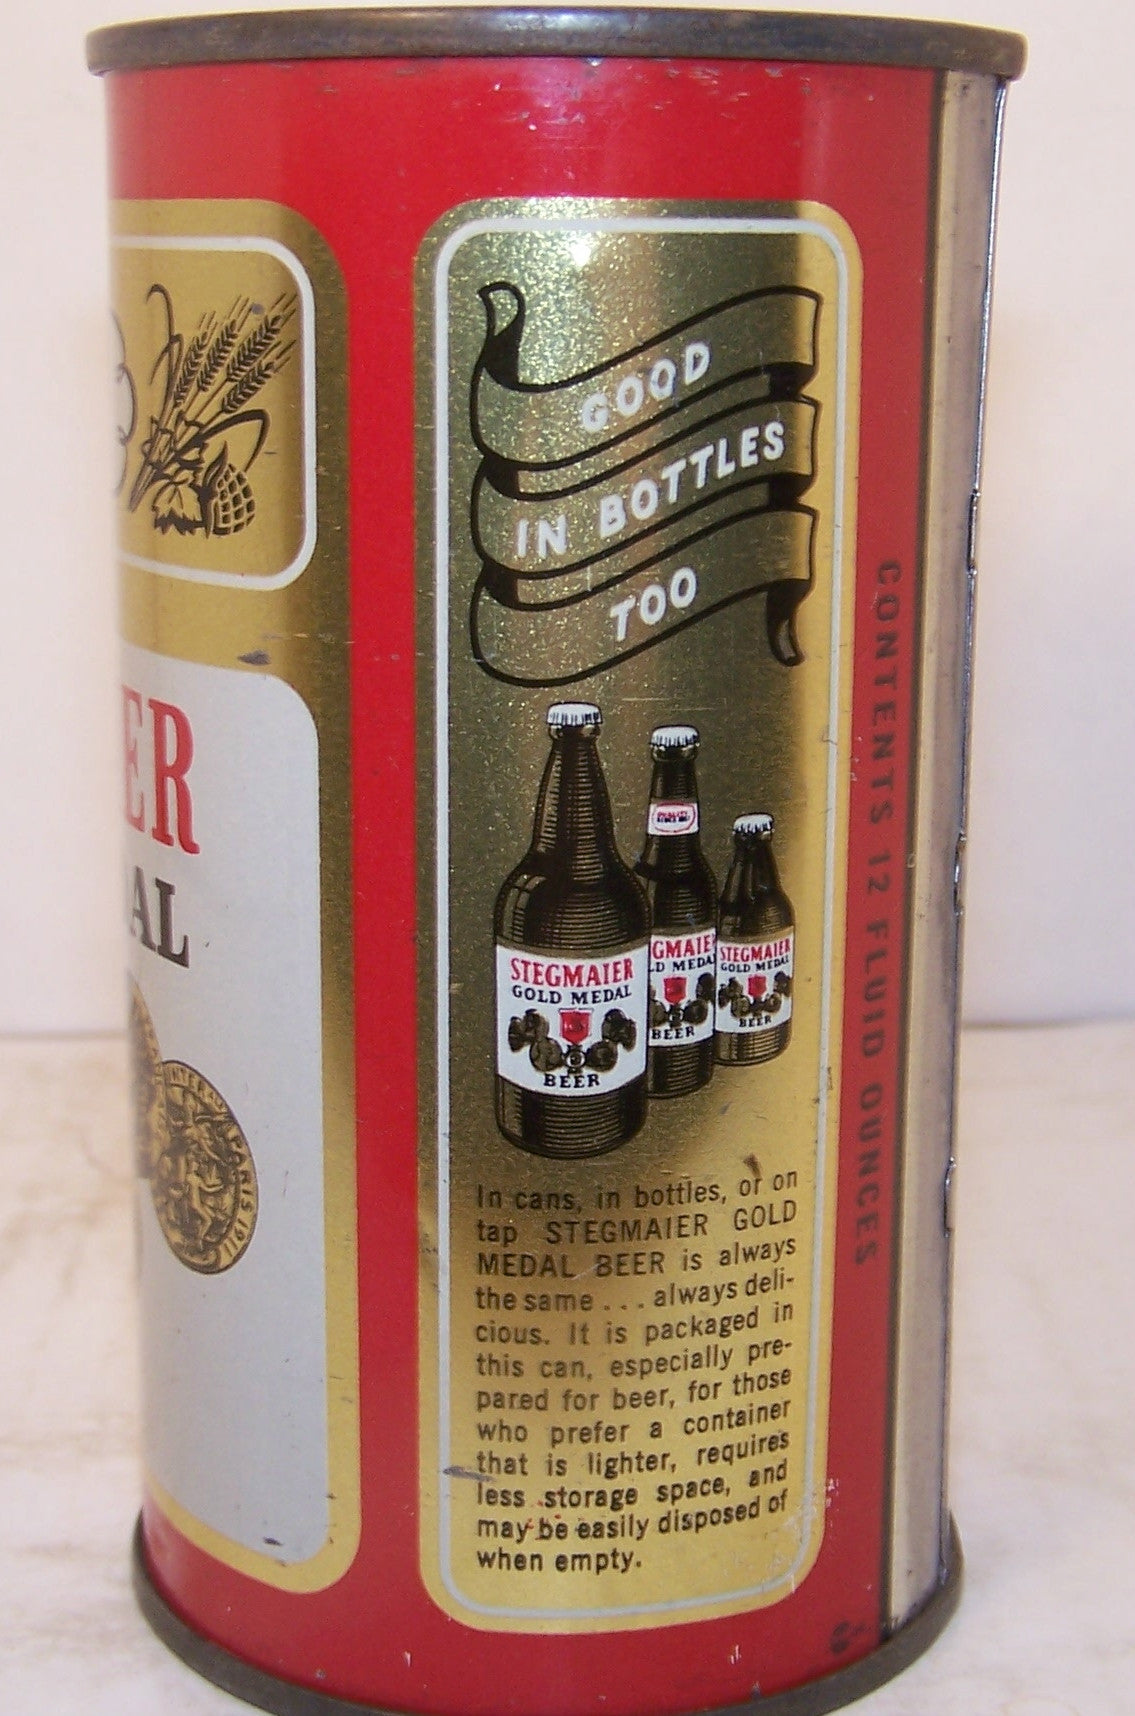 GOOD
IN BOTTLES
TOO
ER
AL
INTER
PARIS 1911
STEGMAIER
GOLD MEDAL
BEER
GMAIE
LD MEDAL
BEER
STEGMAIER
GOLD MEDAL
BEER
In cans, in bottles, or on
tap STEGMAIER GOLD
MEDAL BEER is always
the same . . . always deli-
cious. It is packaged in
this can, especially pre-
pared for beer, for those
who prefer a container
that is lighter, requires
less storage space, and
may be easily disposed of
when empty.
CONTENTS 12 FLUID OUNCES